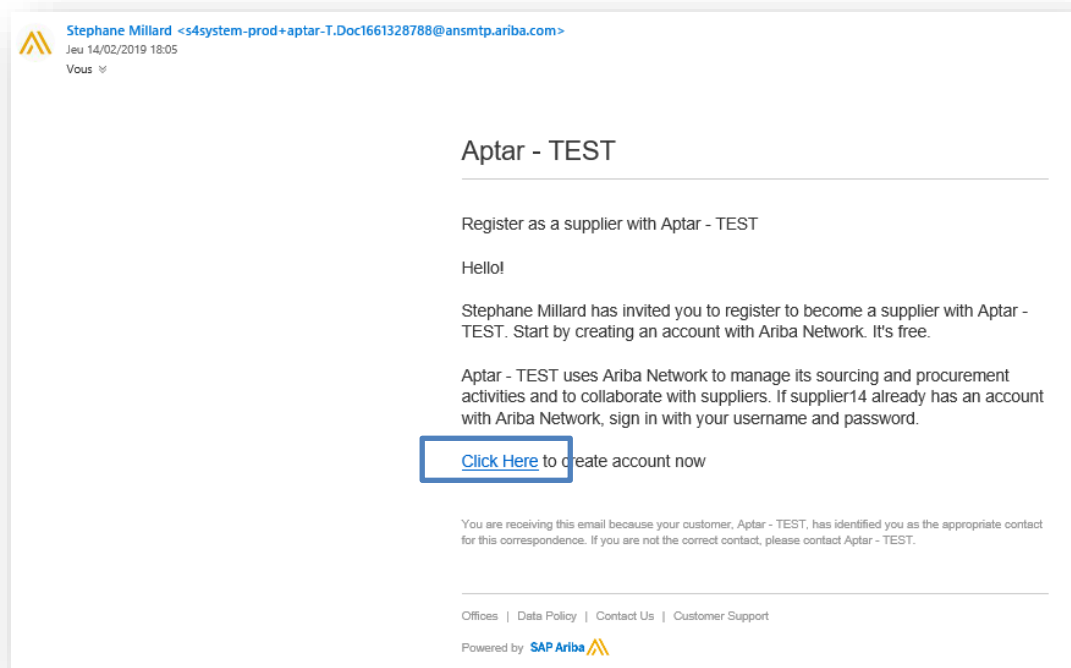 Stephane Millard <s4system-prod+aptar-T.Doc1661328788@ansmtp.ariba.com>
Jeu 14/02/2019 18:05
Vous
Aptar - TEST
Register as a supplier with Aptar - TEST
Hello!
Stephane Millard has invited you to register to become a supplier with Aptar -
TEST. Start by creating an account with Ariba Network. It's free.
Aptar - TEST uses Ariba Network to manage its sourcing and procurement
activities and to collaborate with suppliers. If supplier14 already has an account
with Ariba Network, sign in with your username and password.
Click Here to create account now
You are receiving this email because your customer, Aptar - TEST, has identified you as the appropriate contact
for this correspondence. If you are not the correct contact, please contact Aptar - TEST.
Offices | Data Policy | Contact Us | Customer Support
Powered by SAP Ariba